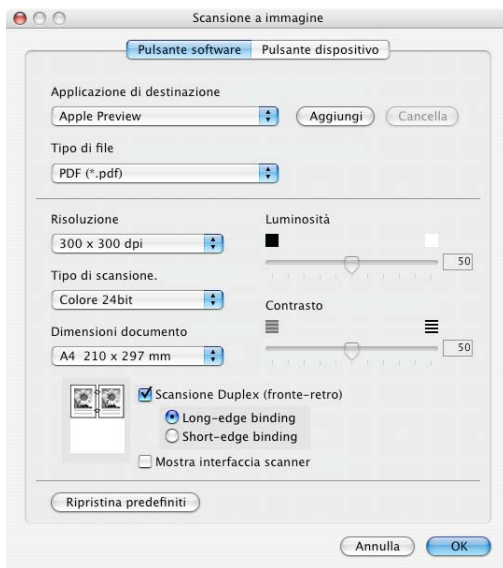 Scansione a immagine
Pulsante software Pulsante dispositivo
Applicazione di destinazione
Apple Preview Aggiungi Cancella
Tipo di file
PDF (*.pdf)
Risoluzione Luminosità
300 x 300 dpi
50
Tipo di scansione.
Colore 24bit
Contrasto
Dimensioni documento
A4 210 x 297 mm 50
Scansione Duplex (fronte-retro)
Long-edge binding
Short-edge binding
Mostra interfaccia scanner
Ripristina predefiniti
Annulla OK